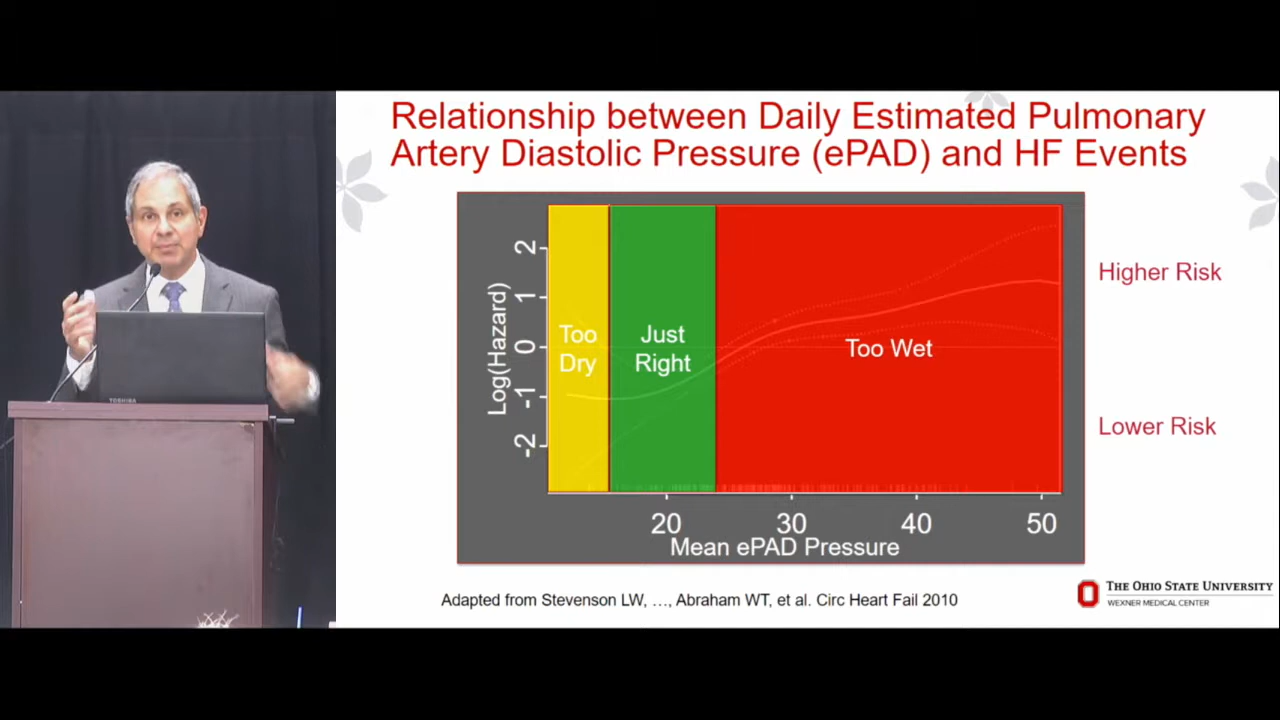 Relationship between Daily Estimated Pulmonary
Artery Diastolic Pressure (ePAD) and HF Events
2
1
0
-1
-2
Log(Hazard)
Too
Dry
Just
Right
Too Wet
Higher Risk
Lower Risk
20
30
40
50
Mean ePAD Pressure
TOSHIBA
Adapted from Stevenson LW, …, Abraham WT, et al. Circ Heart Fail 2010
THE OHIO STATE UNIVERSITY
WEXNER MEDICAL CENTER